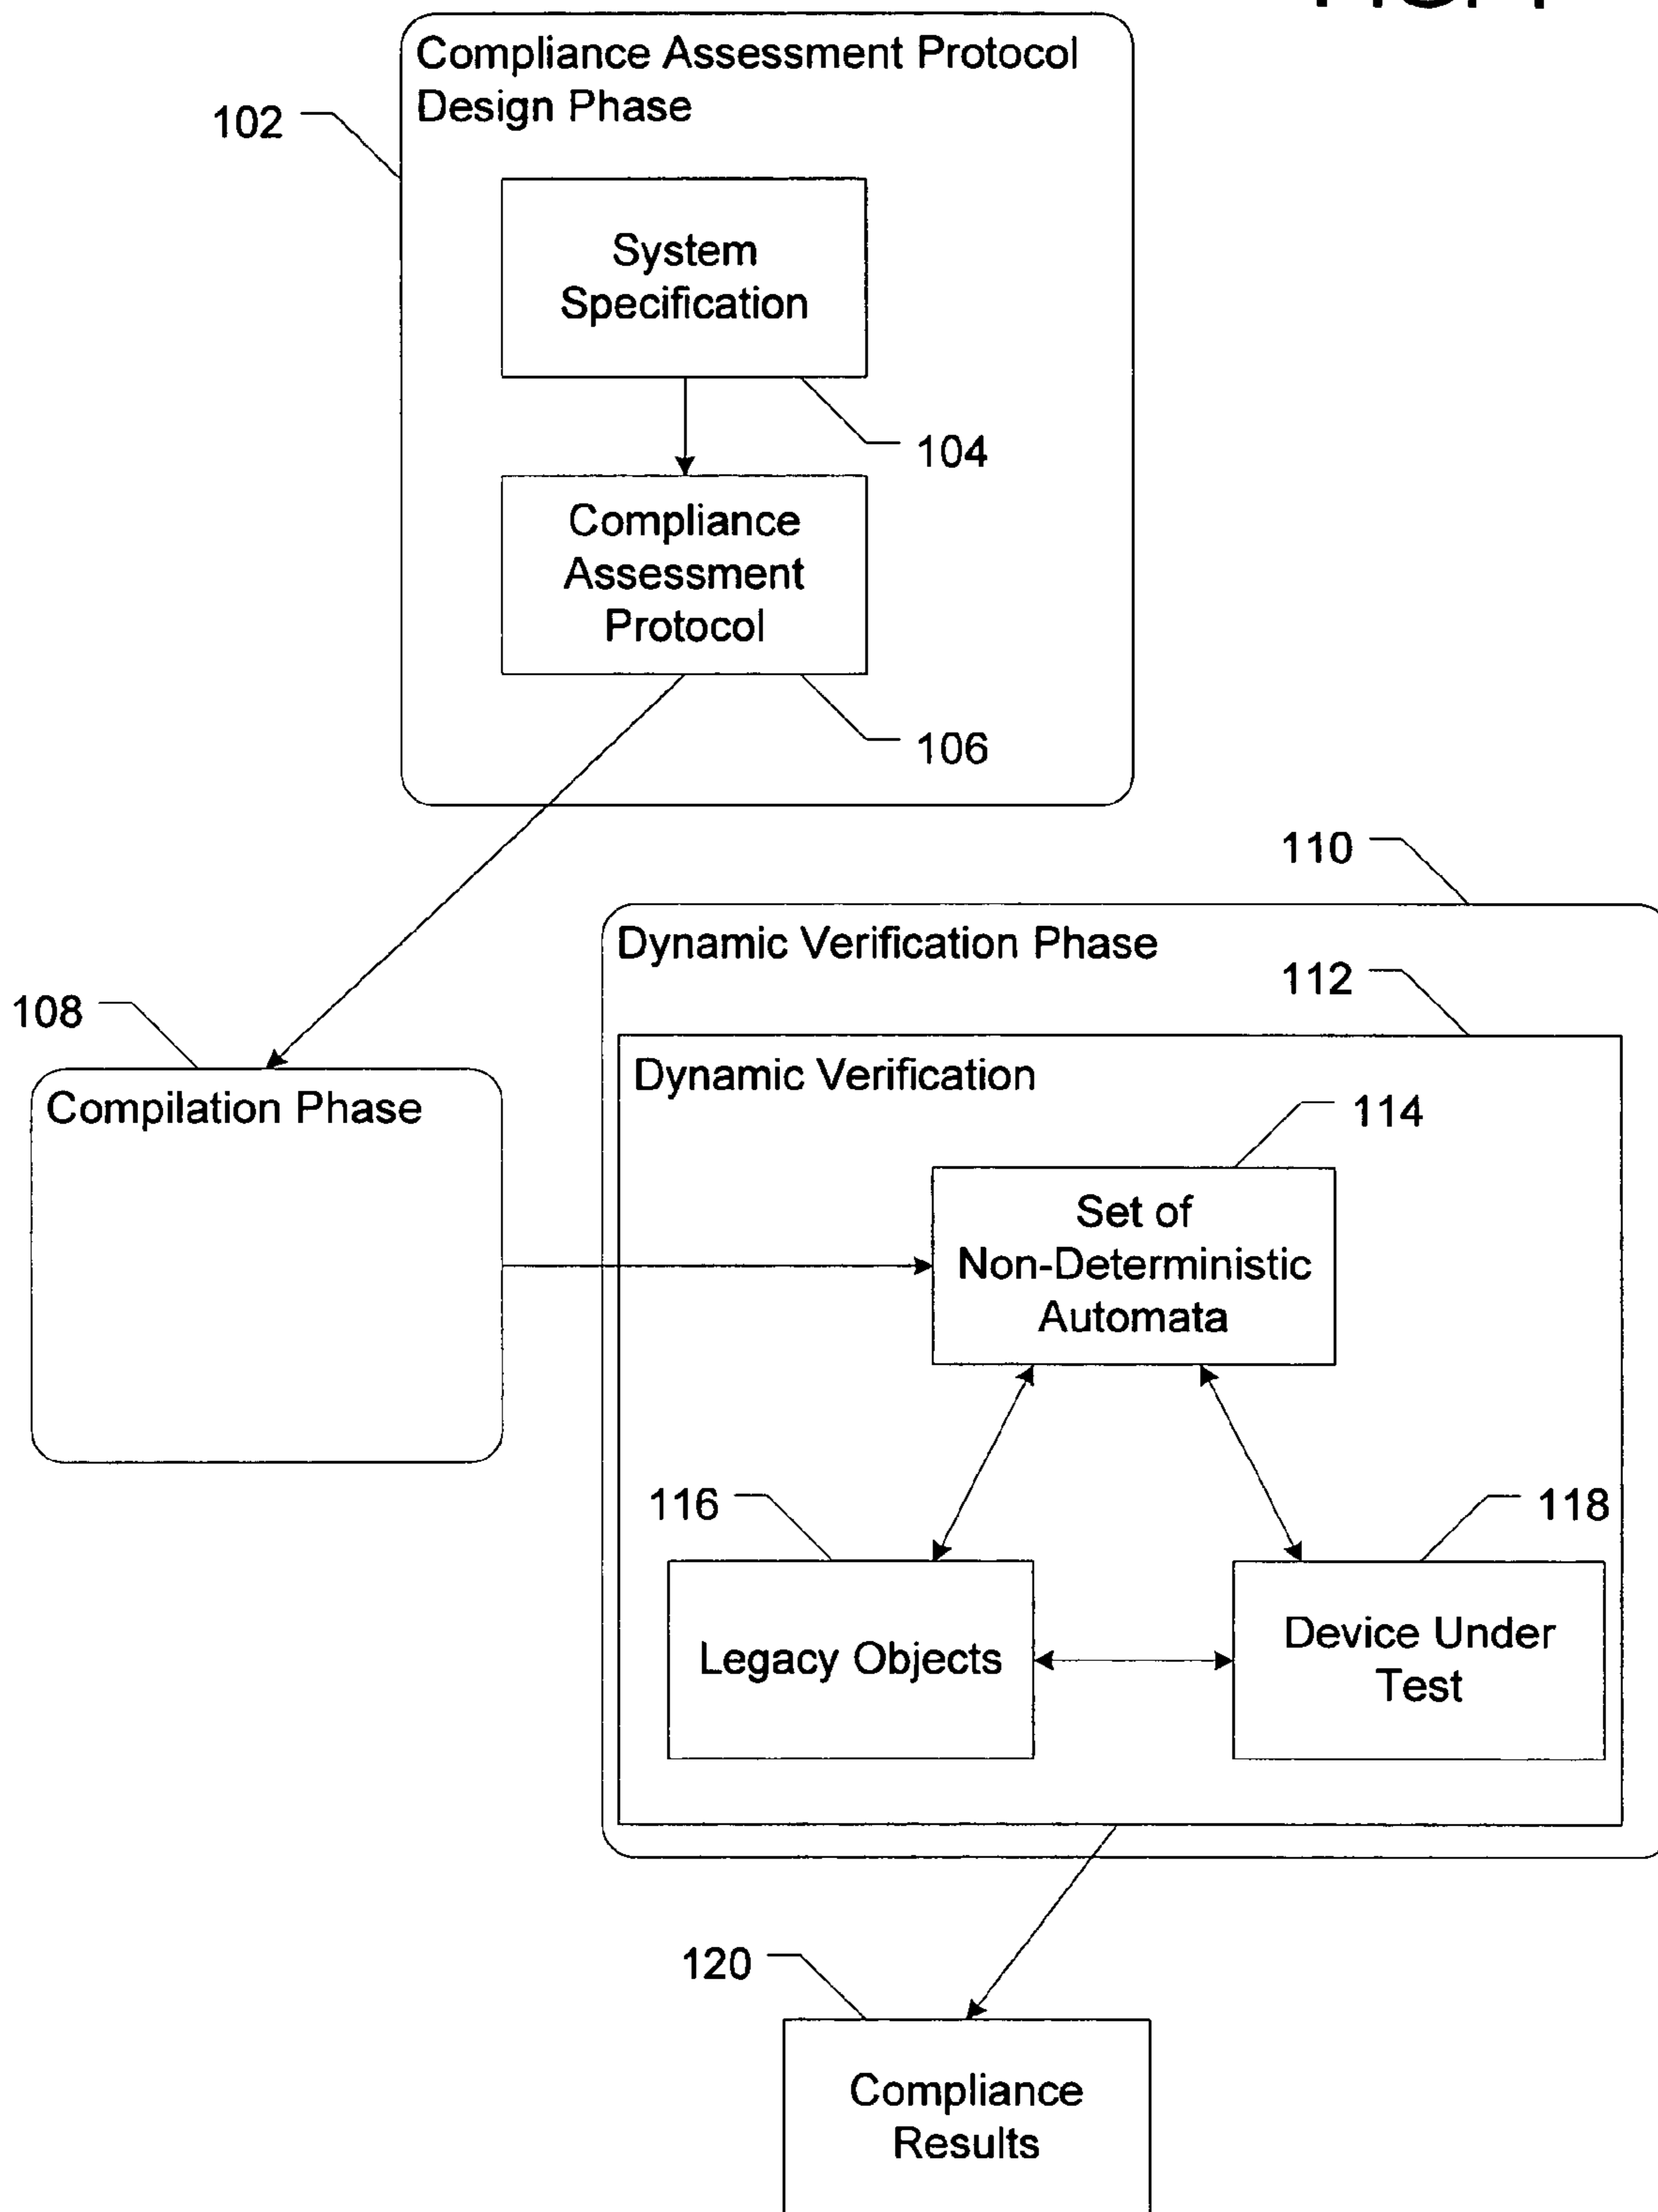 Compliance Assessment Protocol
Design Phase
102
System
Specification
104
Compliance
Assessment
Protocol
106
110
Dynamic Verification Phase
112
108
Dynamic Verification
Compilation Phase
114
Set of
Non-Deterministic
Automata
116
118
Legacy Objects
Device Under
Test
120
Compliance
Results